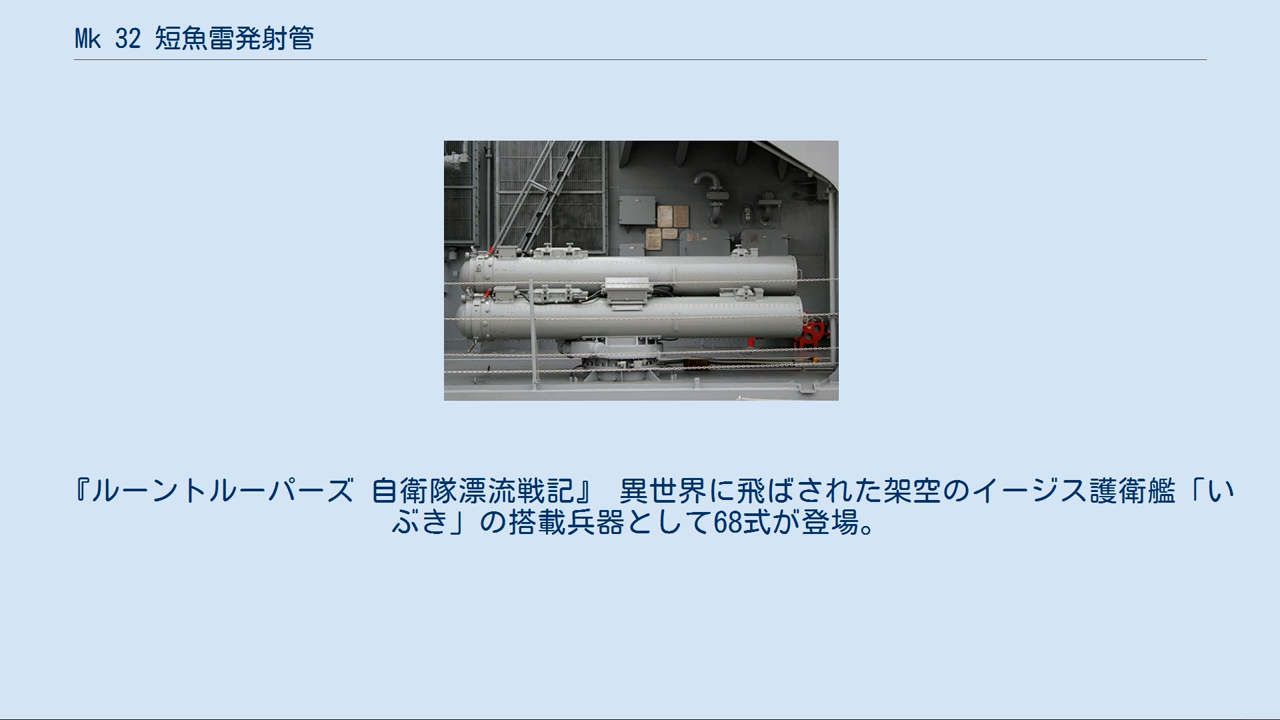 Mk 32 短魚雷発射管
『ルーントルーパーズ 自衛隊漂流戦記』 異世界に飛ばされた架空のイージス護衛艦「い
ぶき」の搭載兵器として68式が登場。